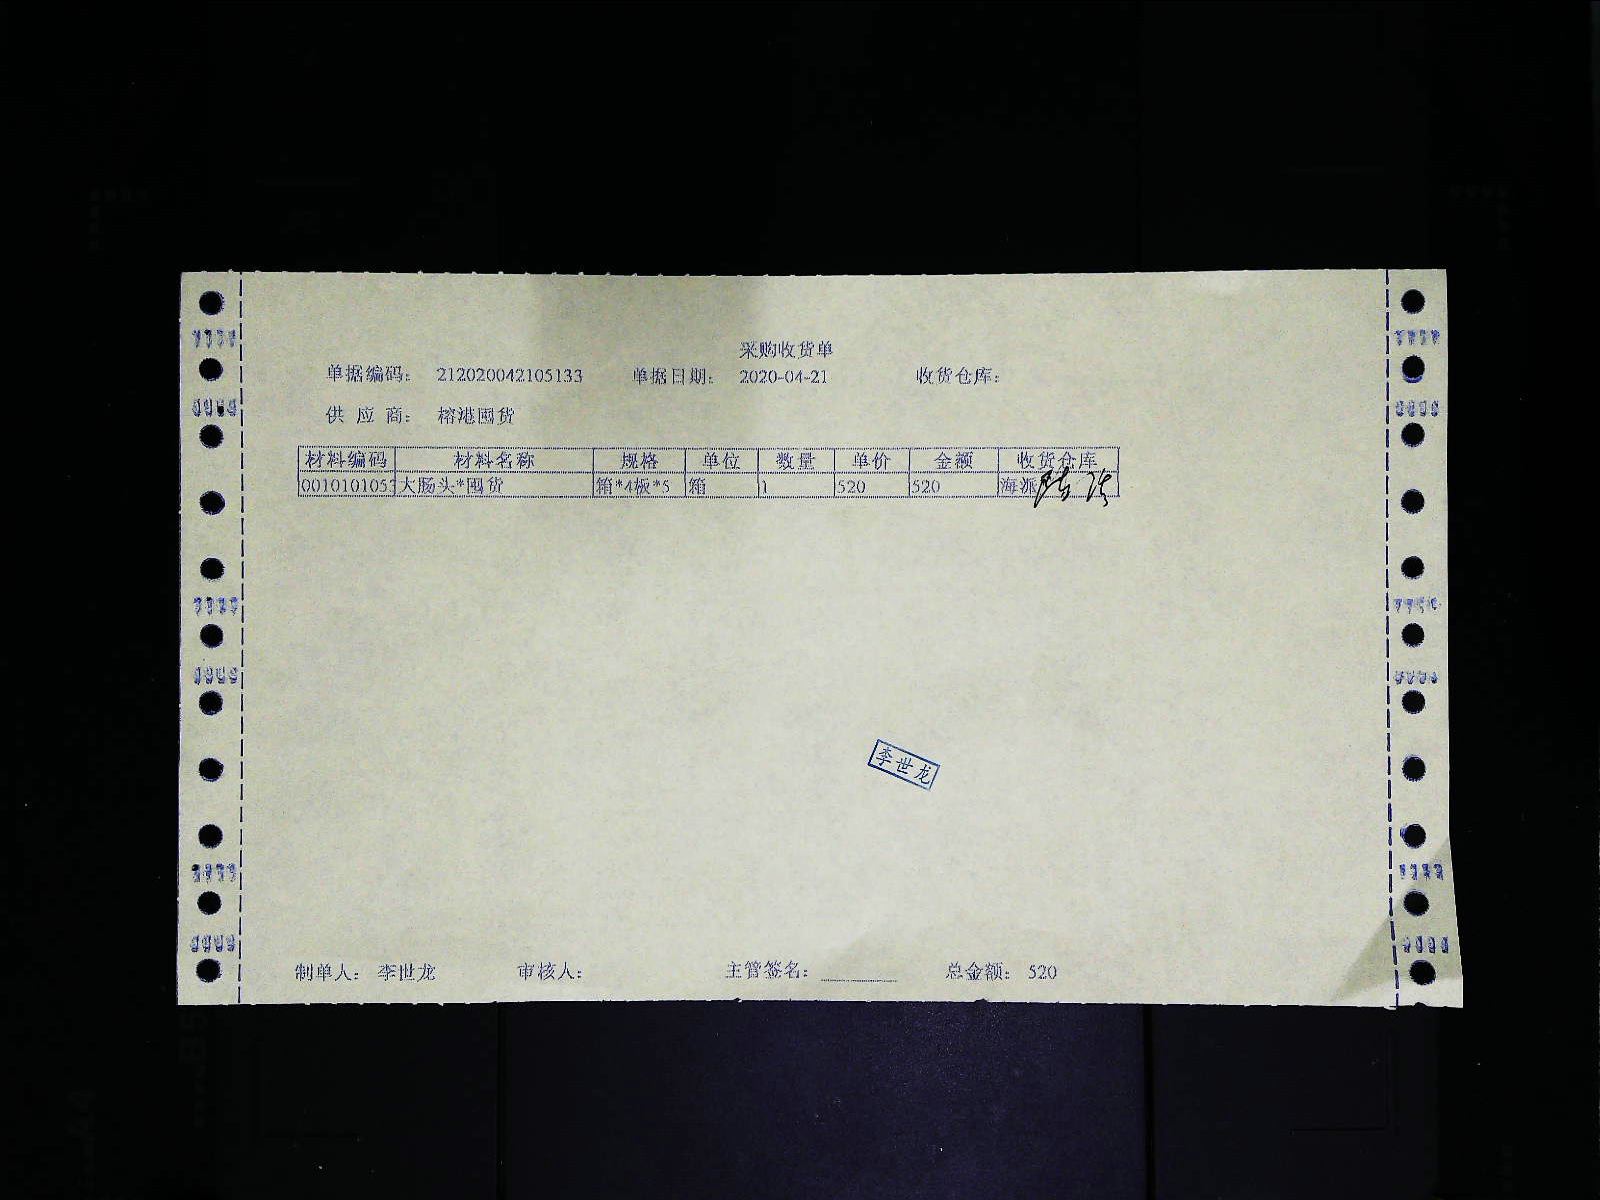 采购收货单
单据编码： 212020042105133 单据日期： 2020-04-21 收货仓库：
供 应 商： 榕港囤货
材料编码 材料名称 规格 单位 数量 单价 金额 收货仓库
0010101053 大肠头*囤货 箱*4板*5 箱 1 520 520 海派
李世龙
制单人： 李世龙 审核人： 主管签名： 总金额： 520